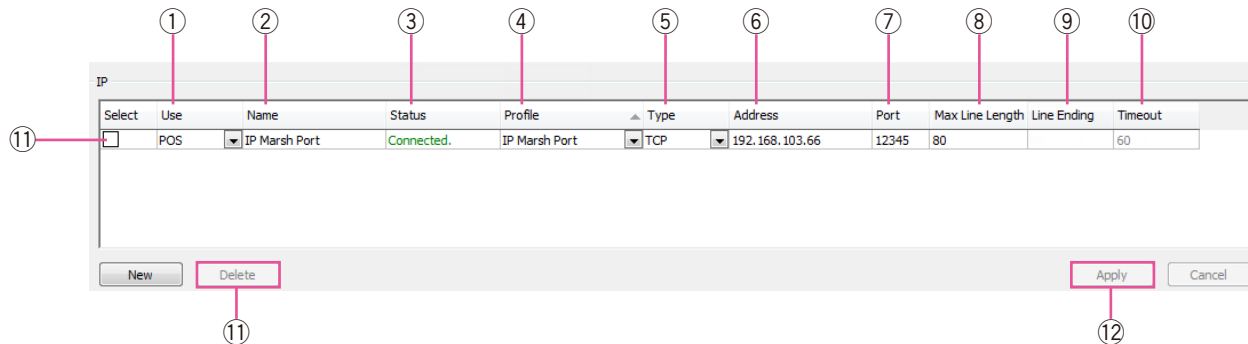 ① ② ③ ④ ⑤ ⑥ ⑦ ⑧ ⑨ ⑩
IP
Select Use Name Status Profile Type Address Port Max Line Length Line Ending Timeout
⑪ POS IP Marsh Port Connected. IP Marsh Port TCP 192.168.103.66 12345 80 60
New Delete Apply Cancel
⑪ ⑫